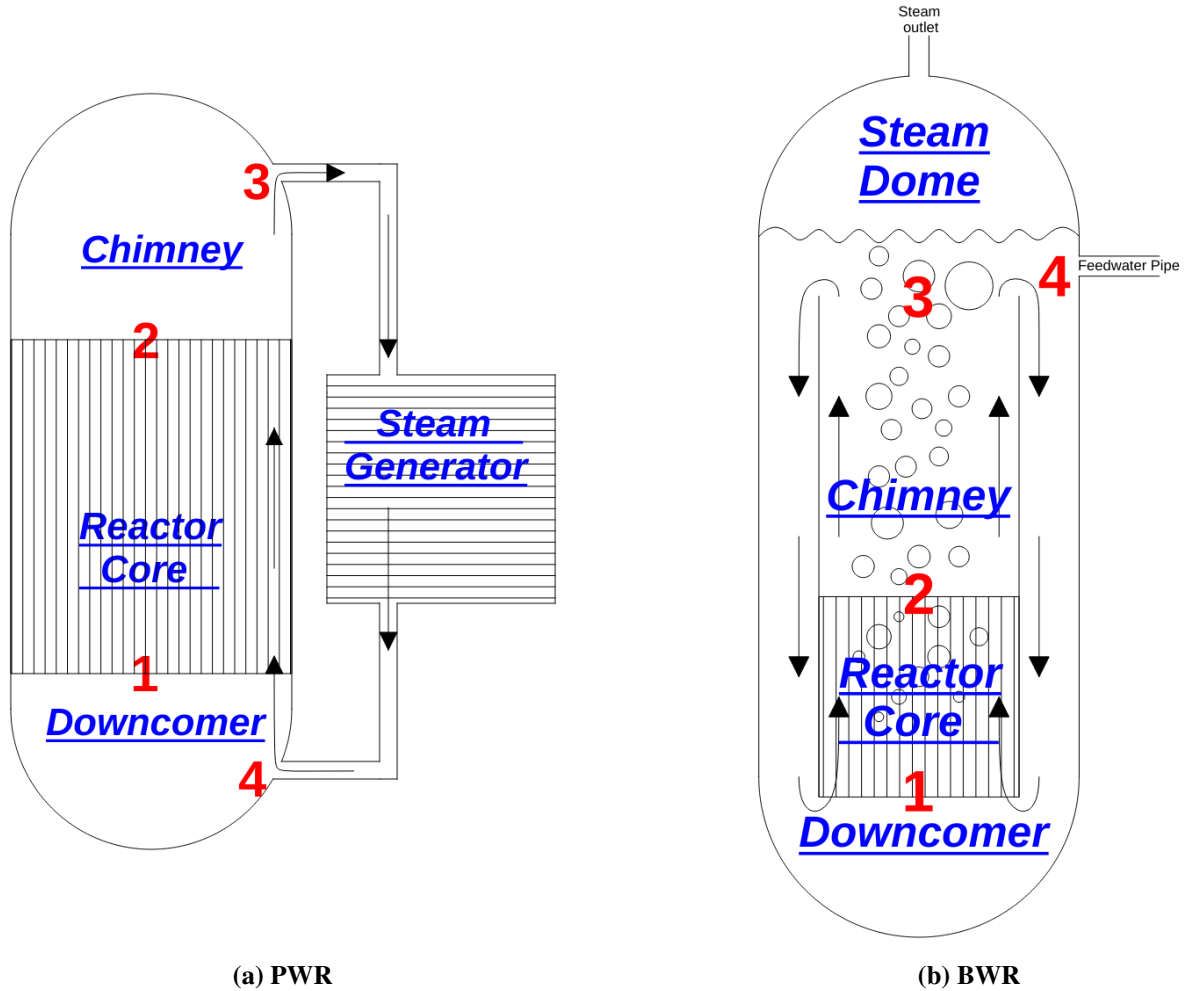 3
Chimney
2
Steam
Generator
Reactor
Core
1
Downcomer
4
(a) PWR
Steam
outlet
Steam
Dome
4
Feedwater Pipe
3
Chimney
2
Reactor
Core
1
Downcomer
(b) BWR